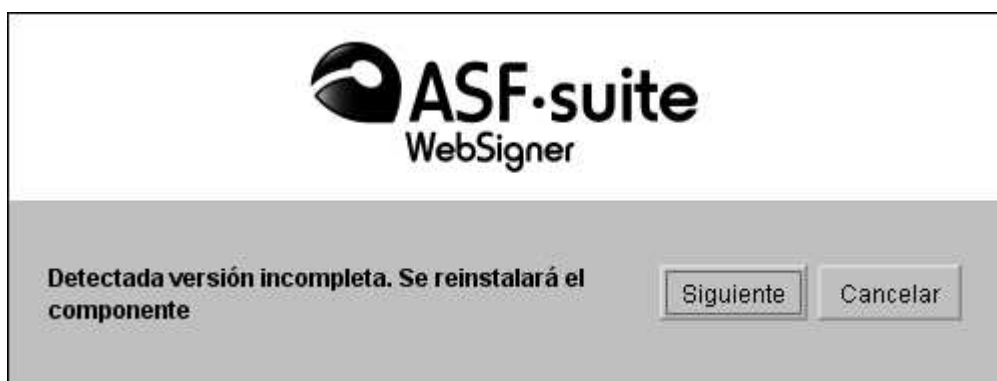 ASF·suite
WebSigner
Detectada versión incompleta. Se reinstalará el
componente
Siguiente
Cancelar